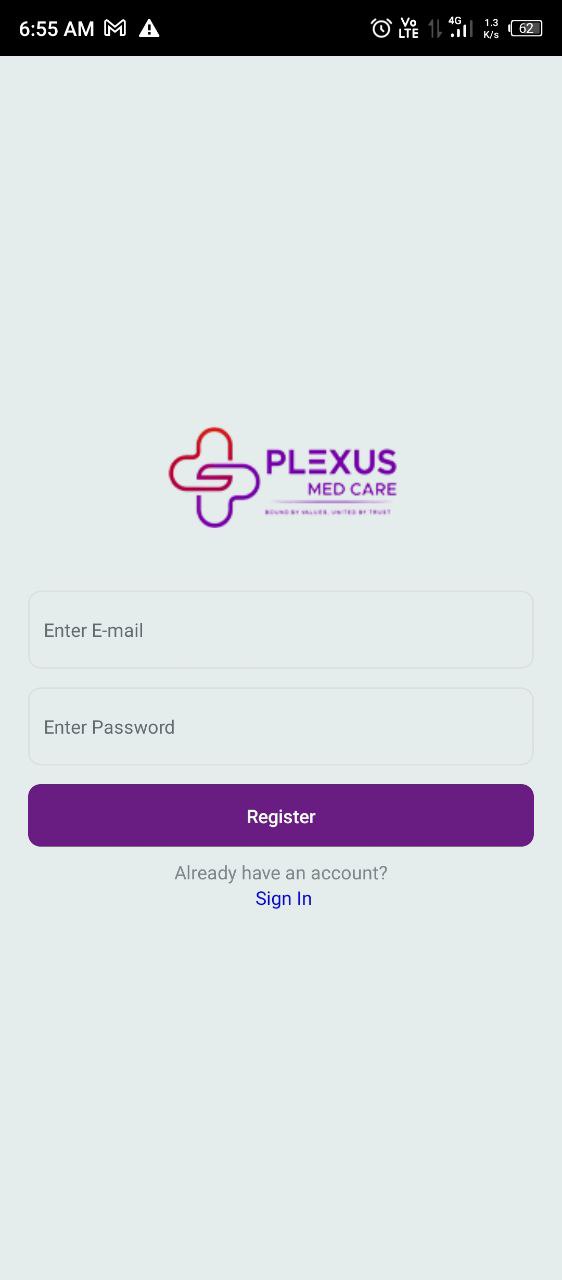 6:55 AM
Vo LTE 4G 1.3 K/s 62
PLEXUS
MED CARE
BOUND BY VALUES, UNITED BY TRUST
Enter E-mail
Enter Password
Register
Already have an account?
Sign In